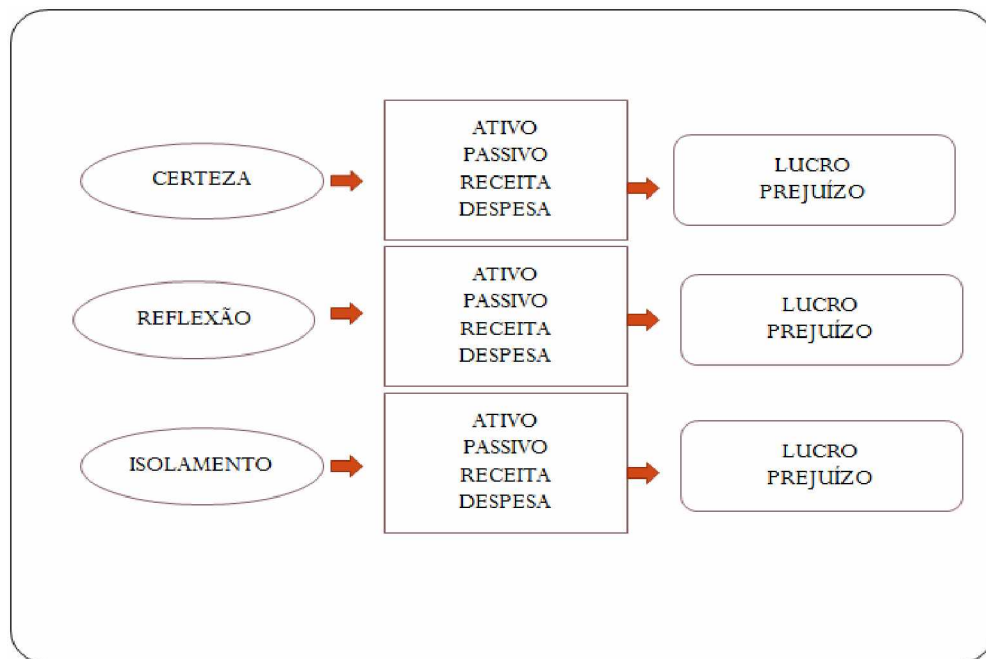 CERTEZA
ATIVO
PASSIVO
RECEITA
DESPESA
LUCRO
PREJUÍZO
REFLEXÃO
ATIVO
PASSIVO
RECEITA
DESPESA
LUCRO
PREJUÍZO
ISOLAMENTO
ATIVO
PASSIVO
RECEITA
DESPESA
LUCRO
PREJUÍZO